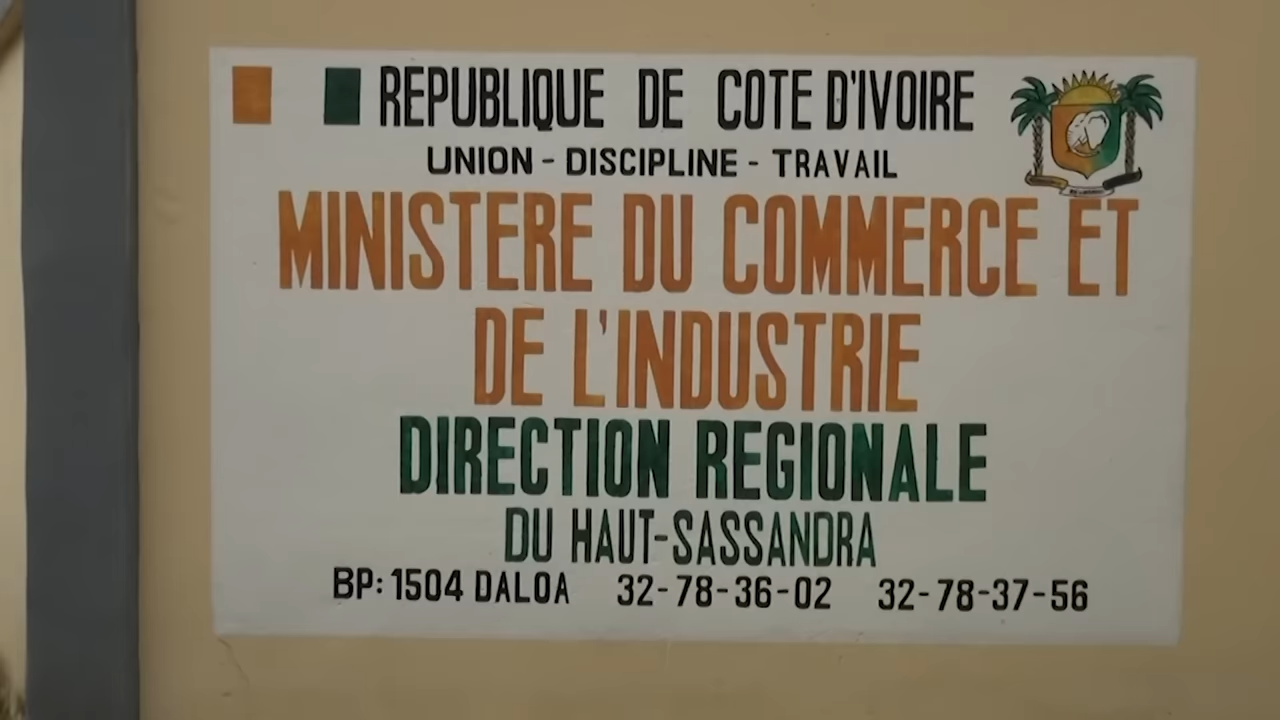 REPUBLIQUE DE COTE D'IVOIRE
UNION - DISCIPLINE - TRAVAIL
MINISTERE DU COMMERCE ET
DE L'INDUSTRIE
DIRECTION REGIONALE
DU HAUT-SASSANDRA
BP: 1504 DALOA 32-78-36-02 32-78-37-56